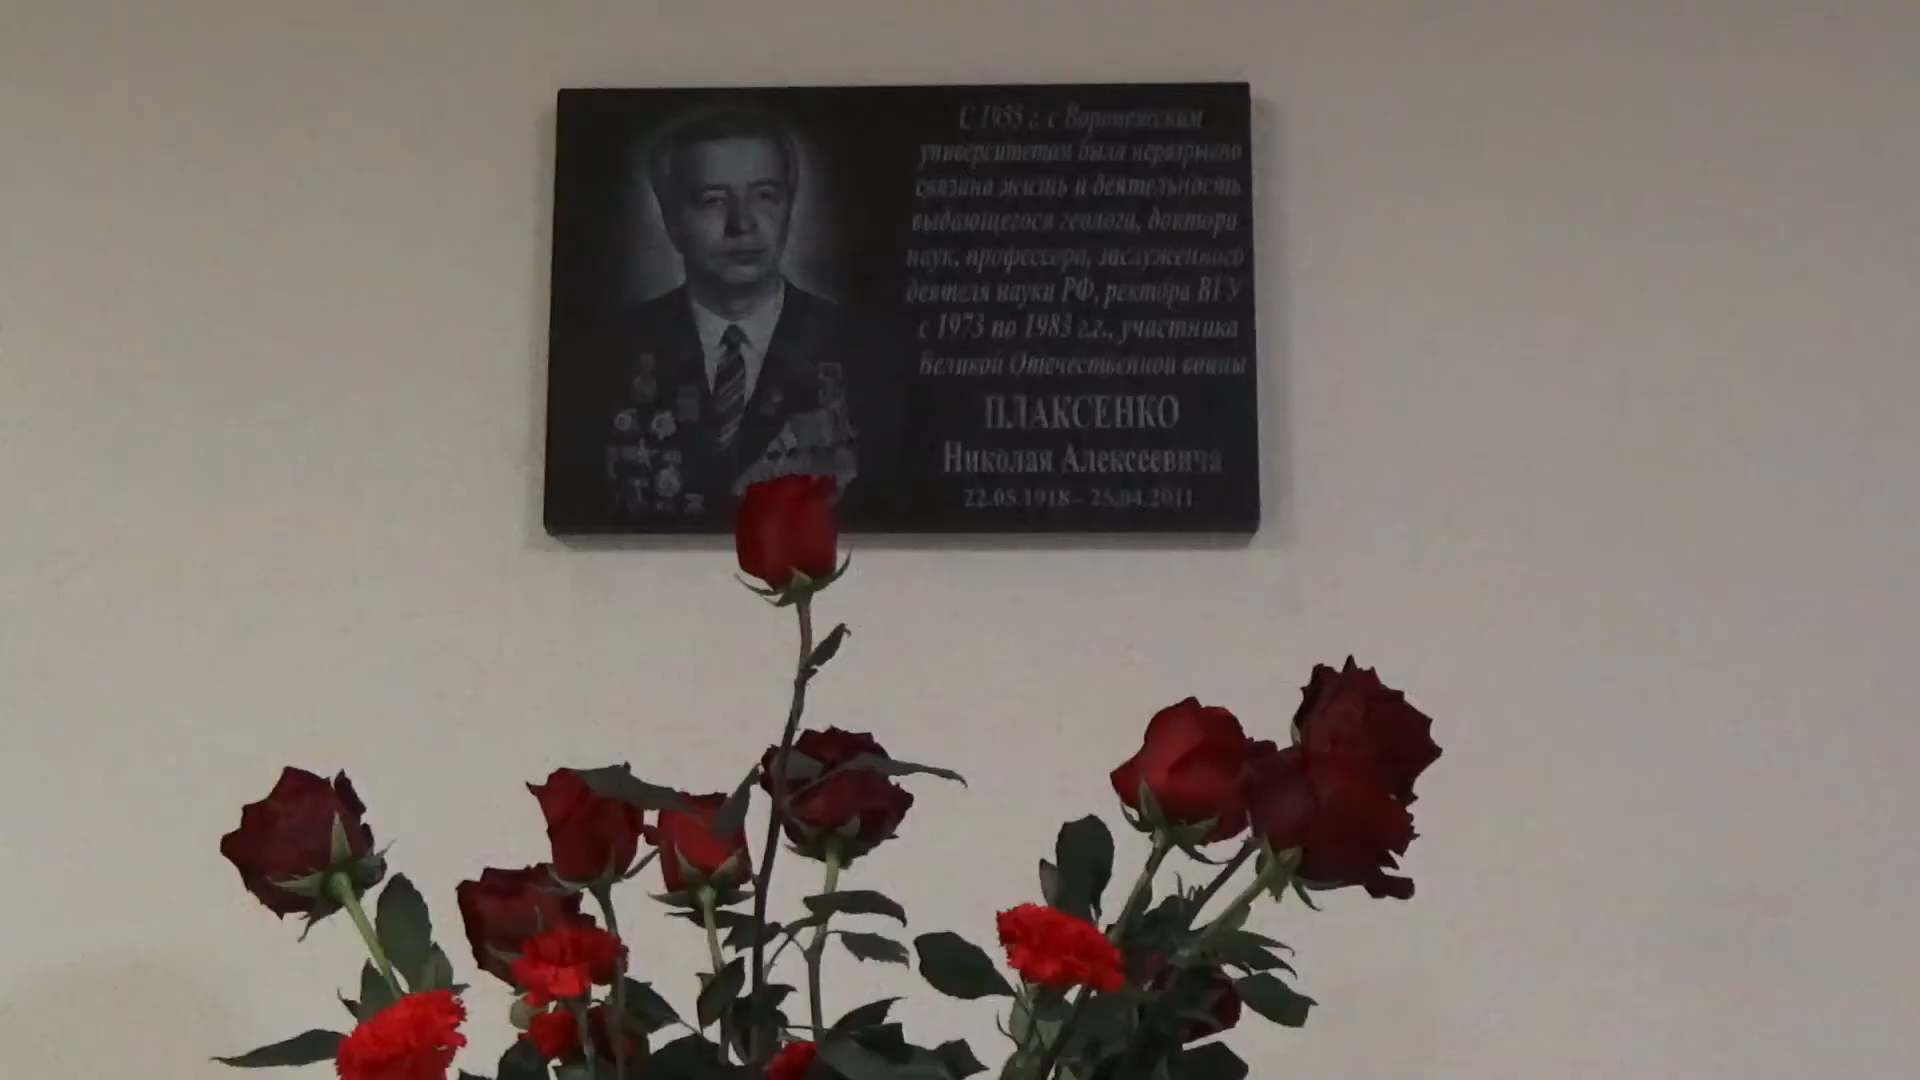 С 1955 г. с Воронежским
университетом была неразрывно
связана жизнь и деятельность
выдающегося геолога, доктора
наук, профессора, заслуженного
деятеля науки РФ, ректора ВГУ
с 1973 по 1983 г.г., участника
Великой Отечественной войны
ПЛАКСЕНКО
Николая Алексеевича
22.05.1918 – 25.04.2011